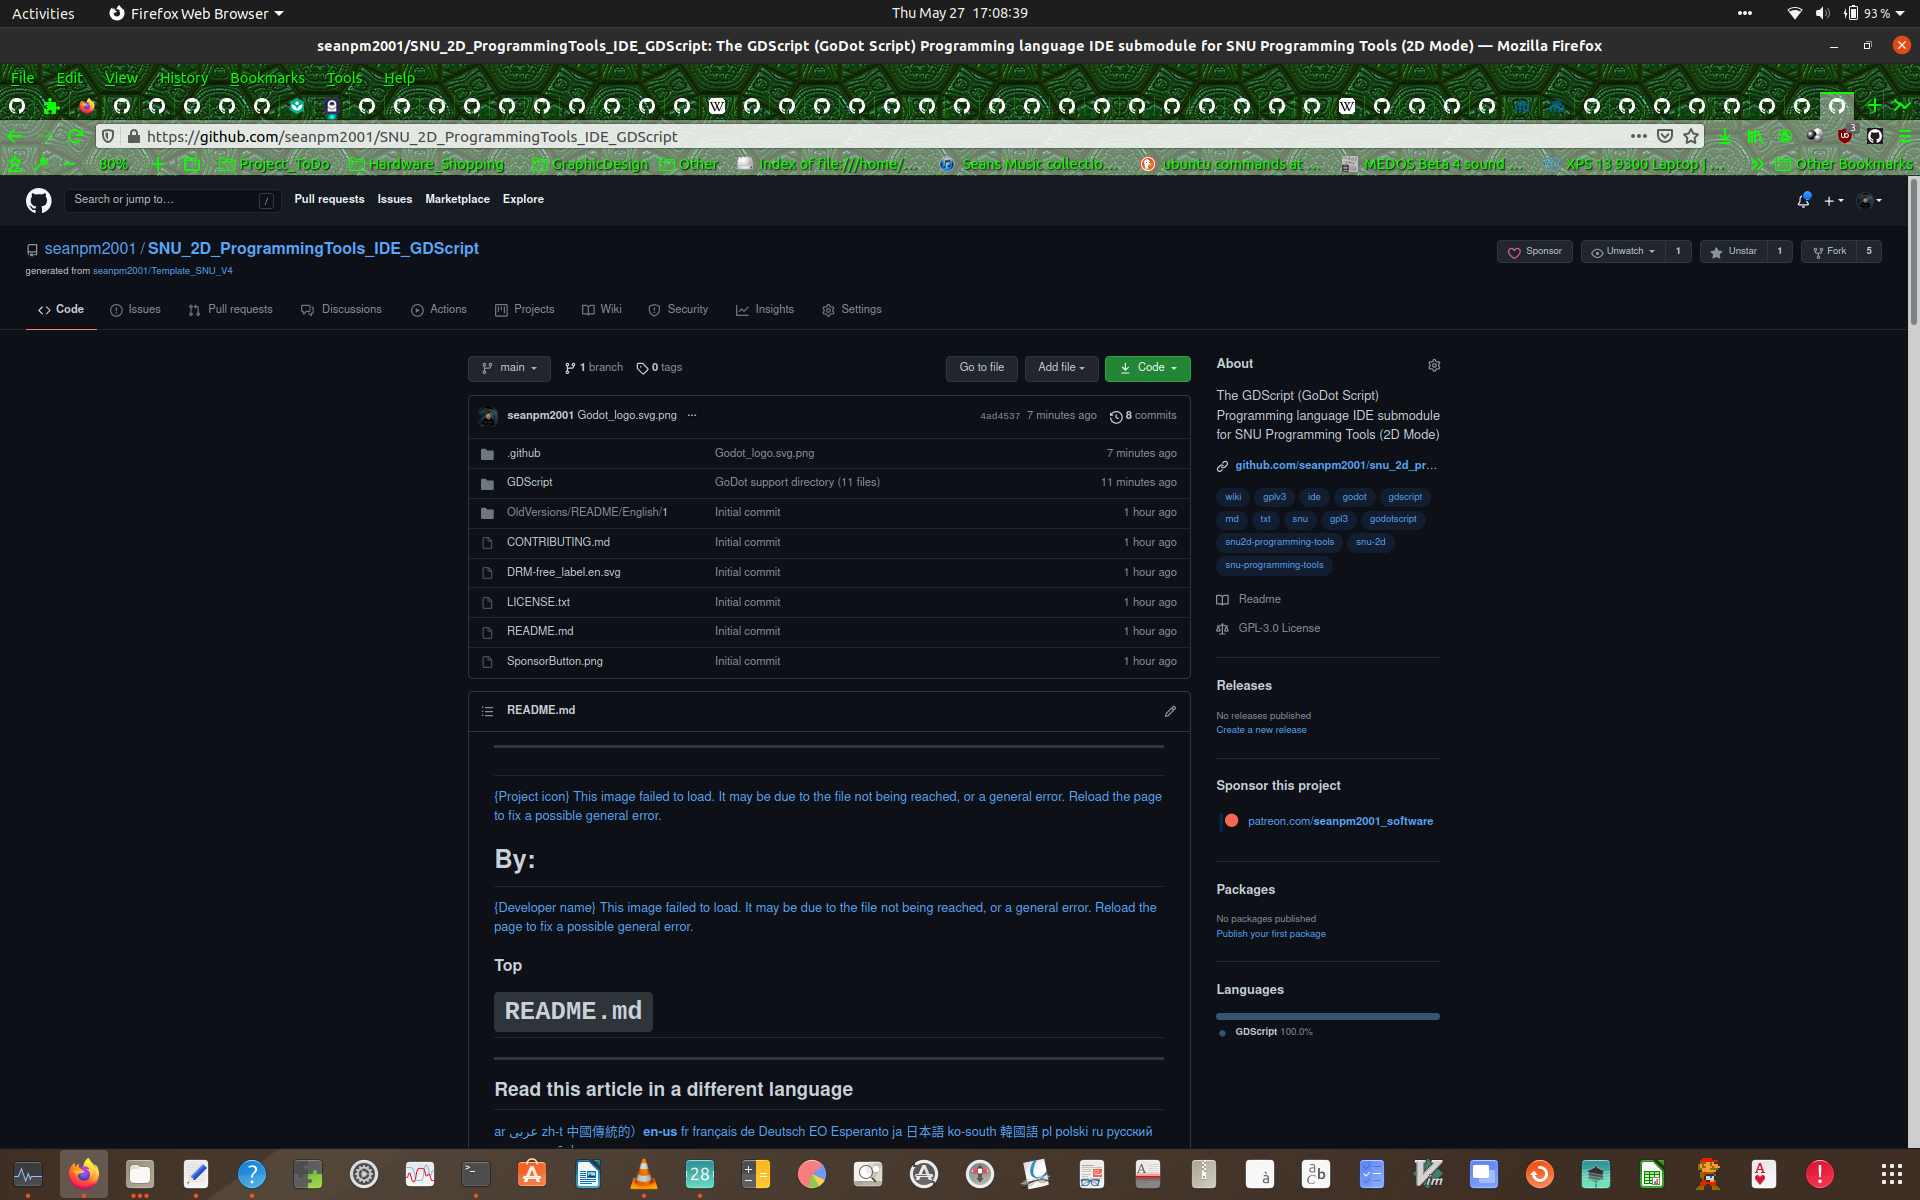 Activities
Firefox Web Browser
Thu May 27 17:08:39
93 %
seanpm2001/SNU_2D_ProgrammingTools_IDE_GDScript: The GDScript (GoDot Script) Programming language IDE submodule for SNU Programming Tools (2D Mode) — Mozilla Firefox
File Edit View History Bookmarks Tools Help
https://github.com/seanpm2001/SNU_2D_ProgrammingTools_IDE_GDScript
3
80% Project_ToDo Hardware_Shopping GraphicDesign Other Index of file:///home/… Seans Music collectio… ubuntu commands at … MEDOS Beta 4 sound … XPS 13 9300 Laptop | … Other Bookmarks
Search or jump to… /
Pull requests Issues Marketplace Explore
seanpm2001 / SNU_2D_ProgrammingTools_IDE_GDScript
Sponsor Unwatch 1 Unstar 1 Fork 5
generated from seanpm2001/Template_SNU_V4
Code Issues Pull requests Discussions Actions Projects Wiki Security Insights Settings
main 1 branch 0 tags Go to file Add file Code
seanpm2001 Godot_logo.svg.png … 4ad4537 7 minutes ago 8 commits
.github Godot_logo.svg.png 7 minutes ago
GDScript GoDot support directory (11 files) 11 minutes ago
OldVersions/README/English/1 Initial commit 1 hour ago
CONTRIBUTING.md Initial commit 1 hour ago
DRM-free_label.en.svg Initial commit 1 hour ago
LICENSE.txt Initial commit 1 hour ago
README.md Initial commit 1 hour ago
SponsorButton.png Initial commit 1 hour ago
README.md
{Project icon} This image failed to load. It may be due to the file not being reached, or a general error. Reload the page
to fix a possible general error.
By:
{Developer name} This image failed to load. It may be due to the file not being reached, or a general error. Reload the
page to fix a possible general error.
Top
README.md
Read this article in a different language
ar عربى zh-t 中國傳統的） en-us fr français de Deutsch EO Esperanto ja 日本語 ko-south 韓國語 pl polski ru русский
About
The GDScript (GoDot Script)
Programming language IDE submodule
for SNU Programming Tools (2D Mode)
github.com/seanpm2001/snu_2d_pr…
wiki gplv3 ide godot gdscript
md txt snu gpl3 godotscript
snu2d-programming-tools snu-2d
snu-programming-tools
Readme
GPL-3.0 License
Releases
No releases published
Create a new release
Sponsor this project
patreon.com/seanpm2001_software
Packages
No packages published
Publish your first package
Languages
GDScript 100.0%
28